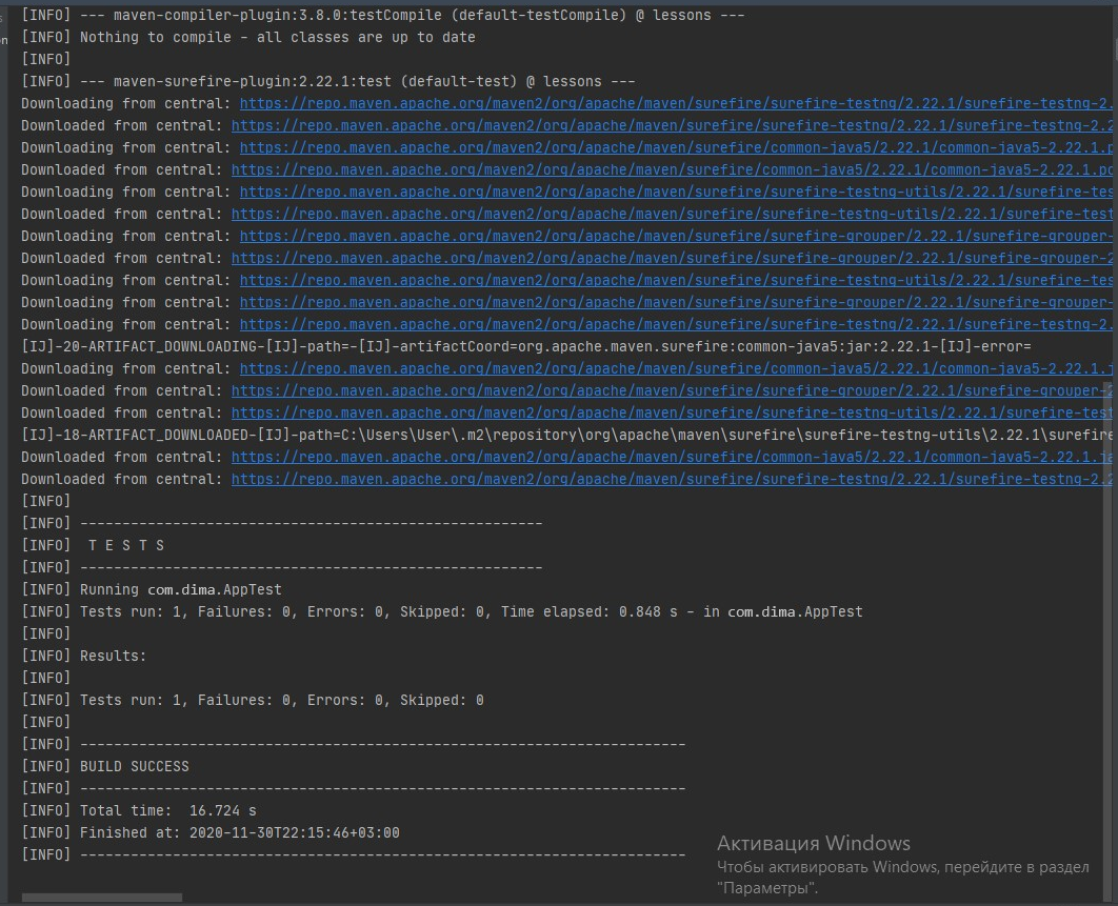 [INFO] --- maven-compiler-plugin:3.8.0:testCompile (default-testCompile) @ lessons ---
[INFO] Nothing to compile - all classes are up to date
[INFO]
[INFO] --- maven-surefire-plugin:2.22.1:test (default-test) @ lessons ---
Downloading from central: https://repo.maven.apache.org/maven2/org/apache/maven/surefire/surefire-testng/2.22.1/surefire-testng-2.
Downloaded from central: https://repo.maven.apache.org/maven2/org/apache/maven/surefire/surefire-testng/2.22.1/surefire-testng-2.2
Downloading from central: https://repo.maven.apache.org/maven2/org/apache/maven/surefire/common-java5/2.22.1/common-java5-2.22.1.p
Downloaded from central: https://repo.maven.apache.org/maven2/org/apache/maven/surefire/common-java5/2.22.1/common-java5-2.22.1.po
Downloading from central: https://repo.maven.apache.org/maven2/org/apache/maven/surefire/surefire-testng-utils/2.22.1/surefire-tes
Downloaded from central: https://repo.maven.apache.org/maven2/org/apache/maven/surefire/surefire-testng-utils/2.22.1/surefire-test
Downloading from central: https://repo.maven.apache.org/maven2/org/apache/maven/surefire/surefire-grouper/2.22.1/surefire-grouper-
Downloaded from central: https://repo.maven.apache.org/maven2/org/apache/maven/surefire/surefire-grouper/2.22.1/surefire-grouper-2
Downloading from central: https://repo.maven.apache.org/maven2/org/apache/maven/surefire/surefire-testng-utils/2.22.1/surefire-tes
Downloading from central: https://repo.maven.apache.org/maven2/org/apache/maven/surefire/surefire-grouper/2.22.1/surefire-grouper-
Downloading from central: https://repo.maven.apache.org/maven2/org/apache/maven/surefire/surefire-testng/2.22.1/surefire-testng-2.
[IJ]-20-ARTIFACT_DOWNLOADING-[IJ]-path=-[IJ]-artifactCoord=org.apache.maven.surefire:common-java5:jar:2.22.1-[IJ]-error=
Downloading from central: https://repo.maven.apache.org/maven2/org/apache/maven/surefire/common-java5/2.22.1/common-java5-2.22.1.j
Downloaded from central: https://repo.maven.apache.org/maven2/org/apache/maven/surefire/surefire-grouper/2.22.1/surefire-grouper-2
Downloaded from central: https://repo.maven.apache.org/maven2/org/apache/maven/surefire/surefire-testng-utils/2.22.1/surefire-test
[IJ]-18-ARTIFACT_DOWNLOADED-[IJ]-path=C:\Users\User\.m2\repository\org\apache\maven\surefire\surefire-testng-utils\2.22.1\surefire
Downloaded from central: https://repo.maven.apache.org/maven2/org/apache/maven/surefire/common-java5/2.22.1/common-java5-2.22.1.ja
Downloaded from central: https://repo.maven.apache.org/maven2/org/apache/maven/surefire/surefire-testng/2.22.1/surefire-testng-2.2
[INFO]
[INFO] -------------------------------------------------------
[INFO]  T E S T S
[INFO] -------------------------------------------------------
[INFO] Running com.dima.AppTest
[INFO] Tests run: 1, Failures: 0, Errors: 0, Skipped: 0, Time elapsed: 0.848 s - in com.dima.AppTest
[INFO]
[INFO] Results:
[INFO]
[INFO] Tests run: 1, Failures: 0, Errors: 0, Skipped: 0
[INFO]
[INFO] ------------------------------------------------------------------------
[INFO] BUILD SUCCESS
[INFO] ------------------------------------------------------------------------
[INFO] Total time:  16.724 s
[INFO] Finished at: 2020-11-30T22:15:46+03:00
[INFO] ------------------------------------------------------------------------
Активация Windows
Чтобы активировать Windows, перейдите в раздел
"Параметры".